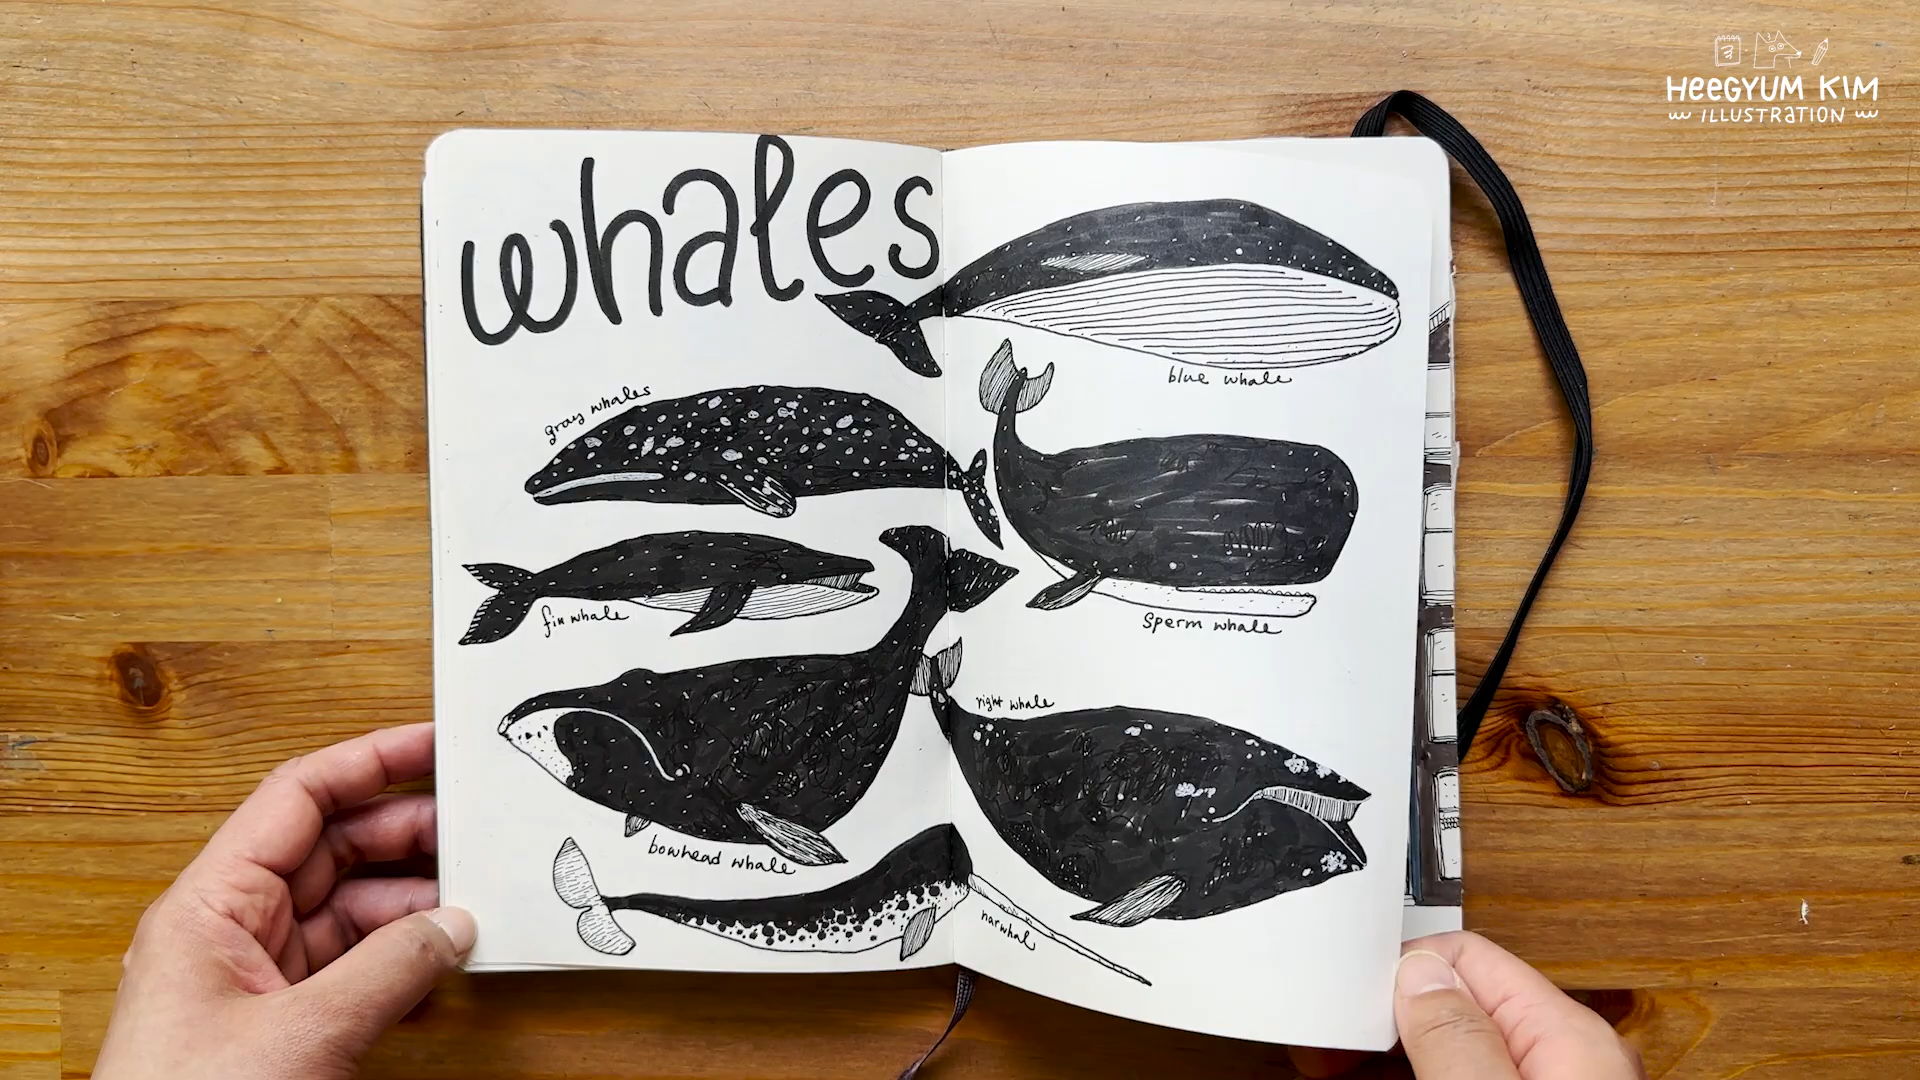 HEEGYUM KIM
ILLUSTRATION
whales
blue whale
gray whales
fin whale
sperm whale
right whale
bowhead whale
narwhal